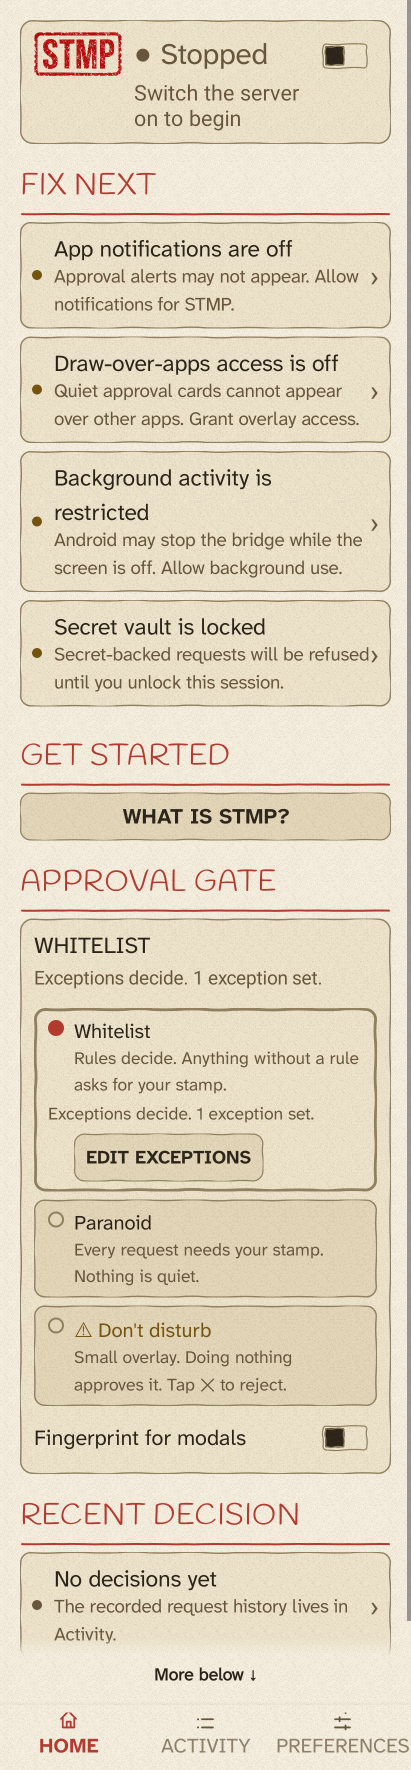 STMP
● Stopped
Switch the server
on to begin
FIX NEXT
App notifications are off
Approval alerts may not appear. Allow
notifications for STMP.
›
Draw-over-apps access is off
Quiet approval cards cannot appear
over other apps. Grant overlay access.
›
Background activity is
restricted
Android may stop the bridge while the
screen is off. Allow background use.
›
Secret vault is locked
Secret-backed requests will be refused
until you unlock this session.
›
GET STARTED
WHAT IS STMP?
APPROVAL GATE
WHITELIST
Exceptions decide. 1 exception set.
Whitelist
Rules decide. Anything without a rule
asks for your stamp.
Exceptions decide. 1 exception set.
EDIT EXCEPTIONS
Paranoid
Every request needs your stamp.
Nothing is quiet.
⚠ Don't disturb
Small overlay. Doing nothing
approves it. Tap ╳ to reject.
Fingerprint for modals
RECENT DECISION
No decisions yet
The recorded request history lives in
Activity.
›
More below ↓
HOME
ACTIVITY
PREFERENCES